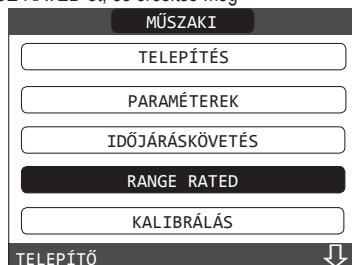 MŰSZAKI
TELEPÍTÉS
PARAMÉTEREK
IDŐJÁRÁSKÖVETÉS
RANGE RATED
KALIBRÁLÁS
TELEPÍTŐ